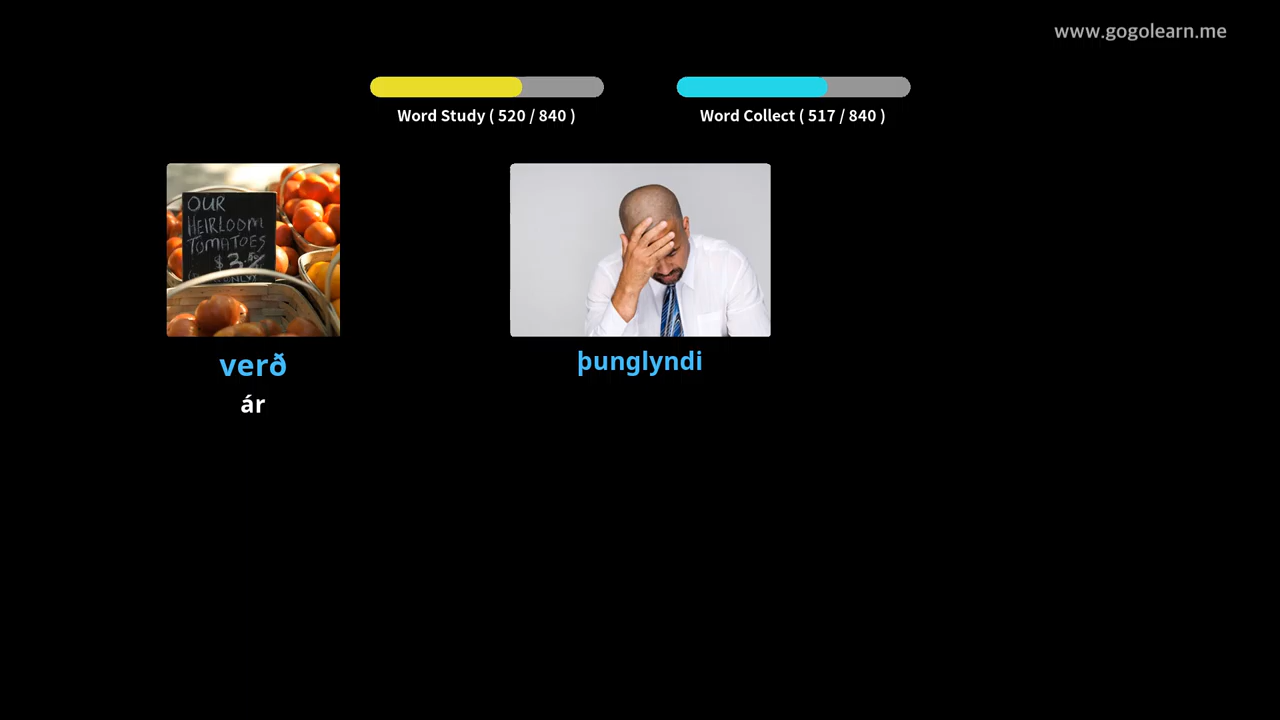 www.gogolearn.me
Word Study ( 520 / 840 )
Word Collect ( 517 / 840 )
OUR
HEIRLOOM
TOMATOES
verð
ár
þunglyndi